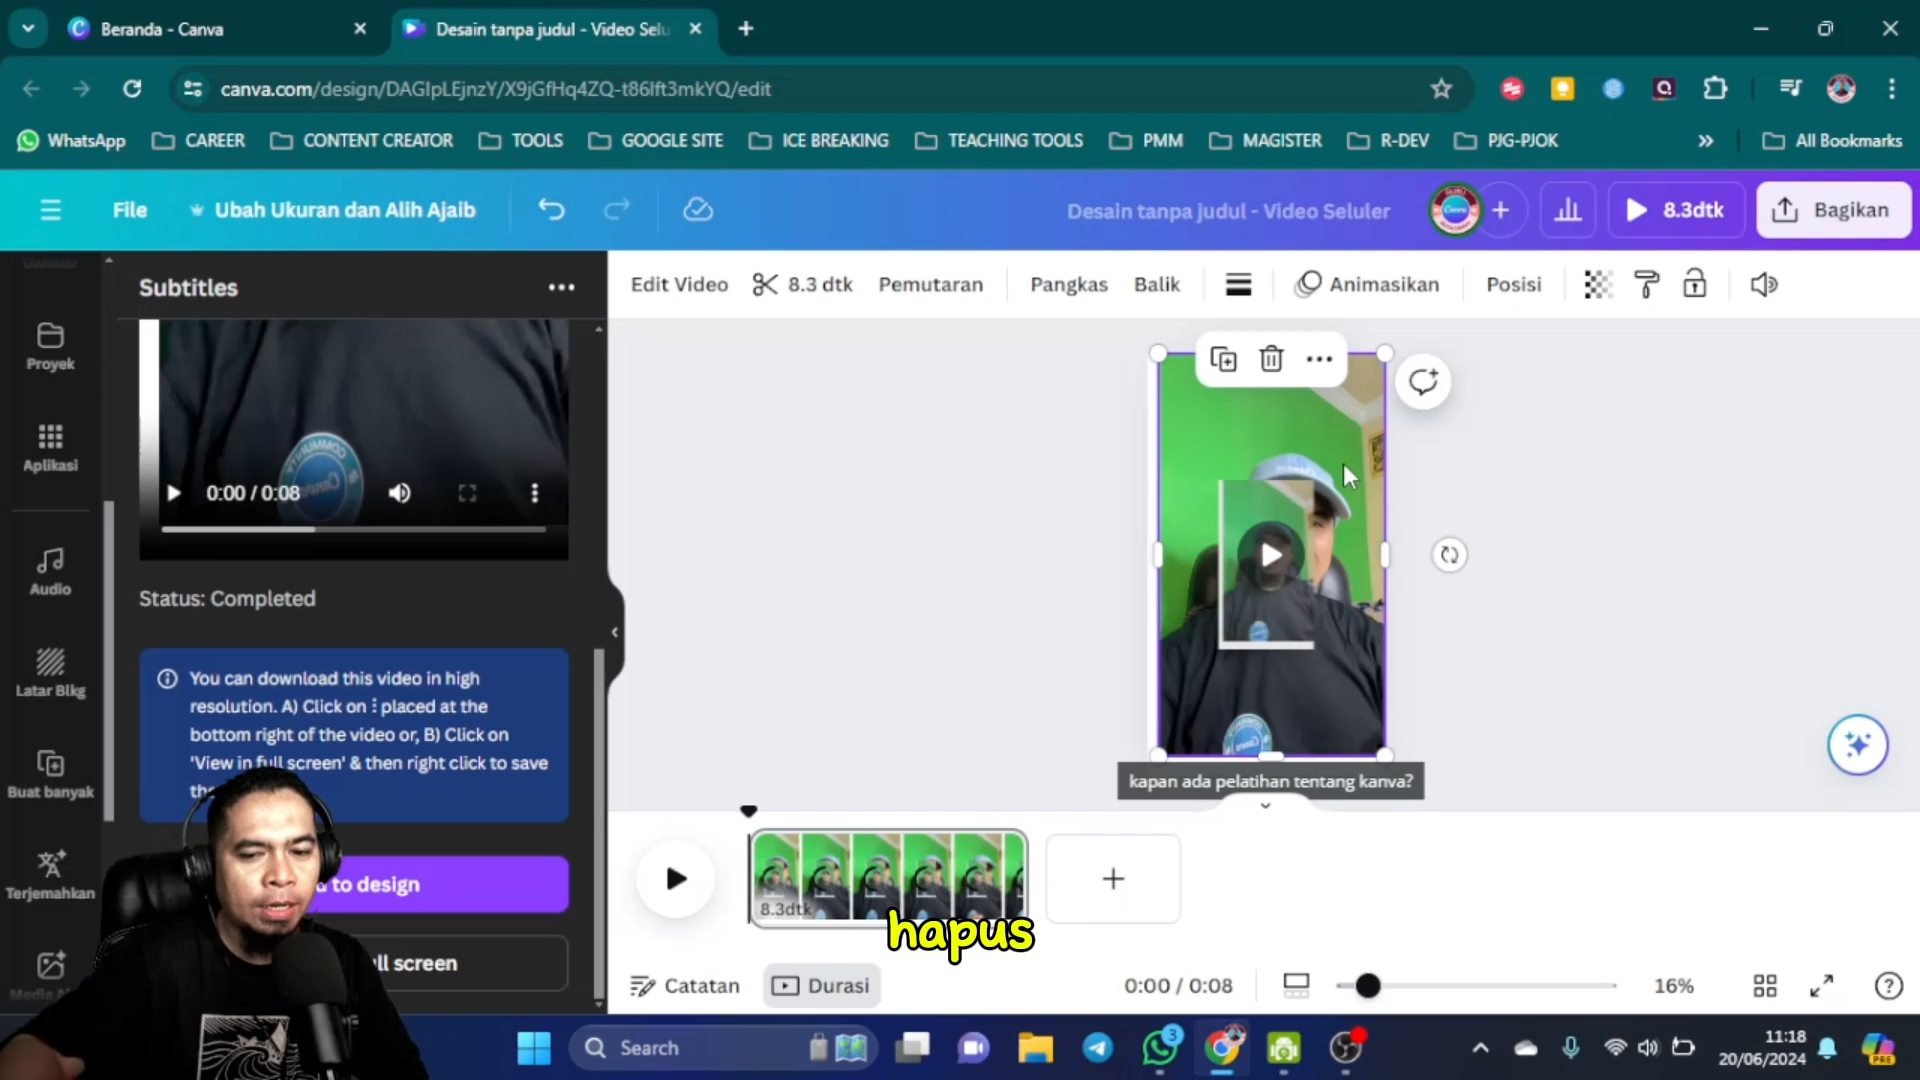 Beranda - Canva
Desain tanpa judul - Video Selu
canva.com/design/DAGIpLEjnzY/X9jGfHq4ZQ-t86lft3mkYQ/edit
WhatsApp CAREER CONTENT CREATOR TOOLS GOOGLE SITE ICE BREAKING TEACHING TOOLS PMM MAGISTER R-DEV PJG-PJOK » All Bookmarks
File Ubah Ukuran dan Alih Ajaib Desain tanpa judul - Video Seluler 8.3dtk Bagikan
Subtitles
Edit Video 8.3 dtk Pemutaran Pangkas Balik Animasikan Posisi
Proyek
Aplikasi
Audio
Latar Blkg
Buat banyak
Terjemahkan
0:00 / 0:08
COMMUNITY
Canva
Status: Completed
You can download this video in high
resolution. A) Click on ⋮ placed at the
bottom right of the video or, B) Click on
'View in full screen' & then right click to save
the
to design
ll screen
kapan ada pelatihan tentang kanva?
8.3dtk
hapus
Catatan Durasi 0:00 / 0:08 16%
Search
3
11:18
20/06/2024
PRE